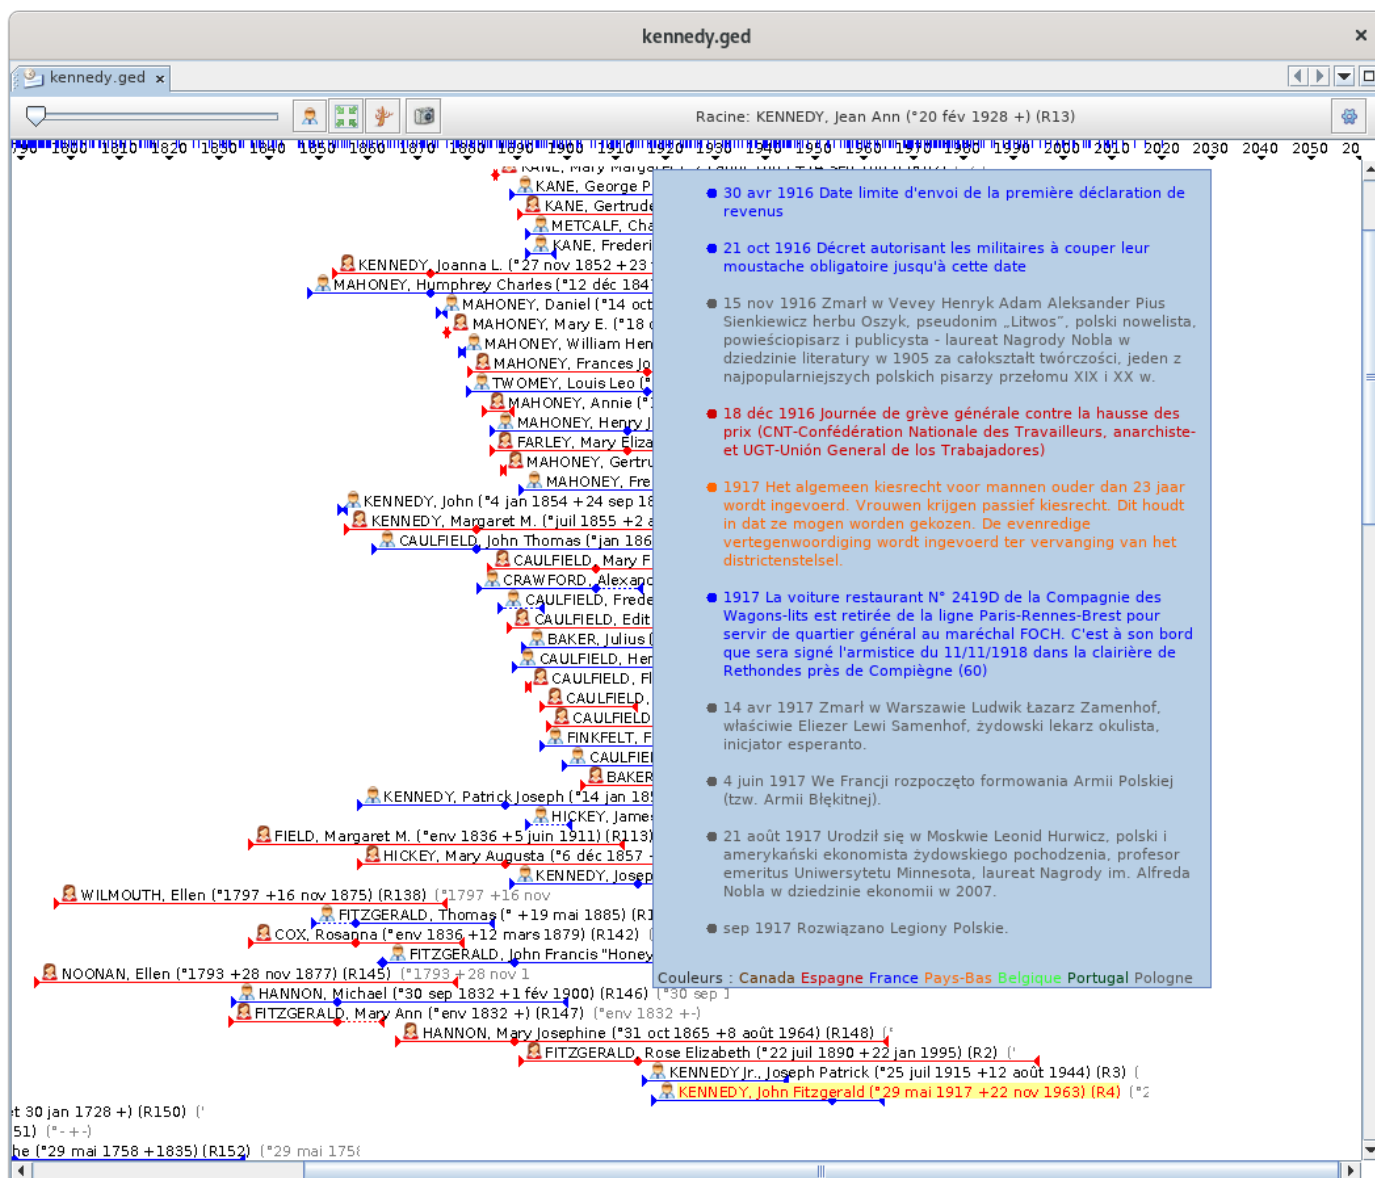 kennedy.ged
kennedy.ged
Racine: KENNEDY, Jean Ann (°20 fév 1928 +) (R13)
790 1800 1810 1820 1830 1840 1850 1860 1870 1880 1890 1900 1910 1920 1930 1940 1950 1960 1970 1980 1990 2000 2010 2020 2030 2040 2050 20
KANE, Mary Margar
KANE, George P
KANE, Gertrude
METCALF, Cha
KANE, Frederi
KENNEDY, Joanna L. (°27 nov 1852 +23
MAHONEY, Humphrey Charles (°12 déc 184
MAHONEY, Daniel (°14 oct
MAHONEY, Mary E. (°18
MAHONEY, William Hen
MAHONEY, Frances Jo
TWOMEY, Louis Leo (°
MAHONEY, Annie (°
MAHONEY, Henry J
FARLEY, Mary Eliza
MAHONEY, Gertru
MAHONEY, Fre
KENNEDY, John (°4 jan 1854 +24 sep 18
KENNEDY, Margaret M. (°juil 1855 +2 a
CAULFIELD, John Thomas (°jan 186
CAULFIELD, Mary F
CRAWFORD, Alexand
CAULFIELD, Frede
CAULFIELD, Edit
BAKER, Julius (
CAULFIELD, Her
CAULFIELD, Fl
CAULFIELD,
CAULFIELD
FINKFELT, F
CAULFIEL
BAKER
KENNEDY, Patrick Joseph (°14 jan 185
HICKEY, James
FIELD, Margaret M. (°env 1836 +5 juin 1911) (R113)
HICKEY, Mary Augusta (°6 déc 1857 -
KENNEDY, Josep
WILMOUTH, Ellen (°1797 +16 nov 1875) (R138) (°1797 +16 nov
FITZGERALD, Thomas (° +19 mai 1885) (R1
COX, Rosanna (°env 1836 +12 mars 1879) (R142) (
FITZGERALD, John Francis "Honey
NOONAN, Ellen (°1793 +28 nov 1877) (R145) (°1793 +28 nov 1
HANNON, Michael (°30 sep 1832 +1 fév 1900) (R146) (°30 sep 1
FITZGERALD, Mary Ann (°env 1832 +) (R147) (°env 1832 +-)
HANNON, Mary Josephine (°31 oct 1865 +8 août 1964) (R148) (°
FITZGERALD, Rose Elizabeth (°22 juil 1890 +22 jan 1995) (R2) (°
KENNEDY Jr., Joseph Patrick (°25 juil 1915 +12 août 1944) (R3) (
KENNEDY, John Fitzgerald (°29 mai 1917 +22 nov 1963) (R4) (°2
et 30 jan 1728 +) (R150) (°
51) (°-+-)
he (°29 mai 1758 +1835) (R152) (°29 mai 1758
30 avr 1916 Date limite d'envoi de la première déclaration de
revenus
21 oct 1916 Décret autorisant les militaires à couper leur
moustache obligatoire jusqu'à cette date
15 nov 1916 Zmarł w Vevey Henryk Adam Aleksander Pius
Sienkiewicz herbu Oszyk, pseudonim „Litwos”, polski nowelista,
powieściopisarz i publicysta - laureat Nagrody Nobla w
dziedzinie literatury w 1905 za całokształt twórczości, jeden z
najpopularniejszych polskich pisarzy przełomu XIX i XX w.
18 déc 1916 Journée de grève générale contre la hausse des
prix (CNT-Confédération Nationale des Travailleurs, anarchiste-
et UGT-Unión General de los Trabajadores)
1917 Het algemeen kiesrecht voor mannen ouder dan 23 jaar
wordt ingevoerd. Vrouwen krijgen passief kiesrecht. Dit houdt
in dat ze mogen worden gekozen. De evenredige
vertegenwoordiging wordt ingevoerd ter vervanging van het
districtenstelsel.
1917 La voiture restaurant N° 2419D de la Compagnie des
Wagons-lits est retirée de la ligne Paris-Rennes-Brest pour
servir de quartier général au maréchal FOCH. C'est à son bord
que sera signé l'armistice du 11/11/1918 dans la clairière de
Rethondes près de Compiègne (60)
14 avr 1917 Zmarł w Warszawie Ludwik Łazarz Zamenhof,
właściwie Eliezer Lewi Samenhof, żydowski lekarz okulista,
inicjator esperanto.
4 juin 1917 We Francji rozpoczęto formowania Armii Polskiej
(tzw. Armii Błękitnej).
21 août 1917 Urodził się w Moskwie Leonid Hurwicz, polski i
amerykański ekonomista żydowskiego pochodzenia, profesor
emeritus Uniwersytetu Minnesota, laureat Nagrody im. Alfreda
Nobla w dziedzinie ekonomii w 2007.
sep 1917 Rozwiązano Legiony Polskie.
Couleurs : Canada Espagne France Pays-Bas Belgique Portugal Pologne